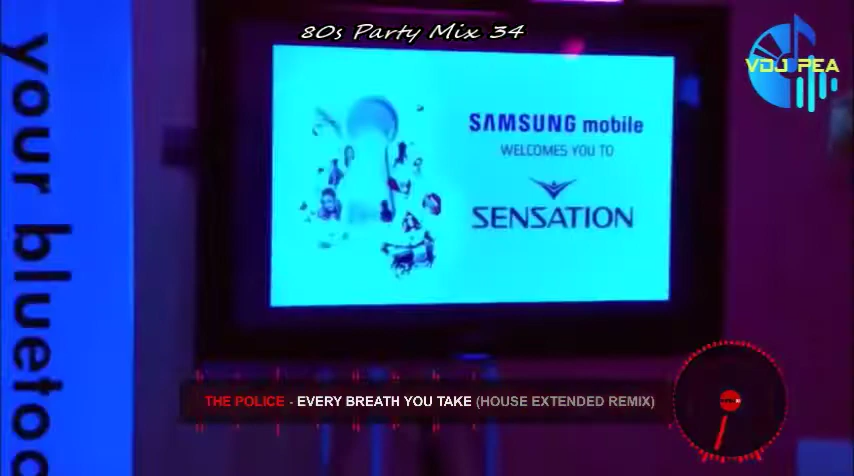 80s Party Mix 34
VDJ PEA
your bluetoo
SAMSUNG mobile
WELCOMES YOU TO
SENSATION
THE POLICE - EVERY BREATH YOU TAKE (HOUSE EXTENDED REMIX)